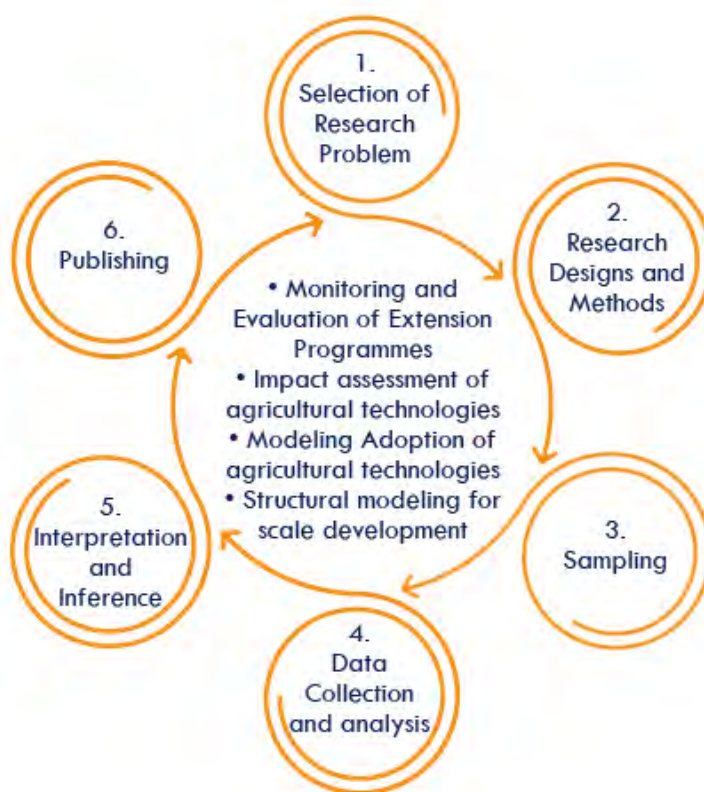 1.
Selection of
Research
Problem
2.
Research
Designs and
Methods
3.
Sampling
4.
Data
Collection
and analysis
5.
Interpretation
and
Inference
6.
Publishing
• Monitoring and
Evaluation of Extension
Programmes
• Impact assessment of
agricultural technologies
• Modeling Adoption of
agricultural technologies
• Structural modeling for
scale development